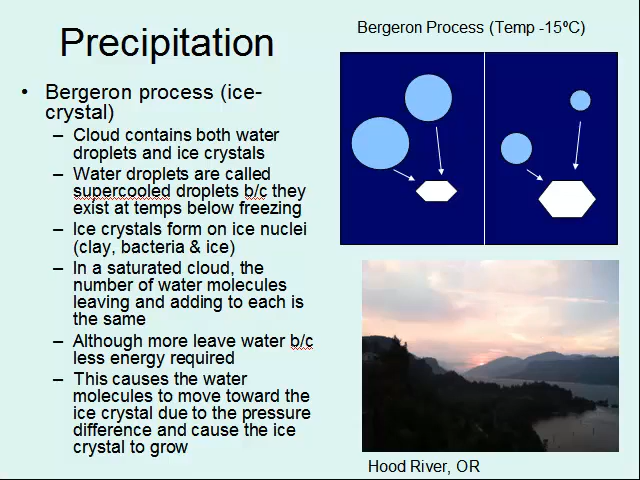 Precipitation
Bergeron Process (Temp -15ºC)
• Bergeron process (ice-
crystal)
– Cloud contains both water
droplets and ice crystals
– Water droplets are called
supercooled droplets b/c they
exist at temps below freezing
– Ice crystals form on ice nuclei
(clay, bacteria & ice)
– In a saturated cloud, the
number of water molecules
leaving and adding to each is
the same
– Although more leave water b/c
less energy required
– This causes the water
molecules to move toward the
ice crystal due to the pressure
difference and cause the ice
crystal to grow
Hood River, OR